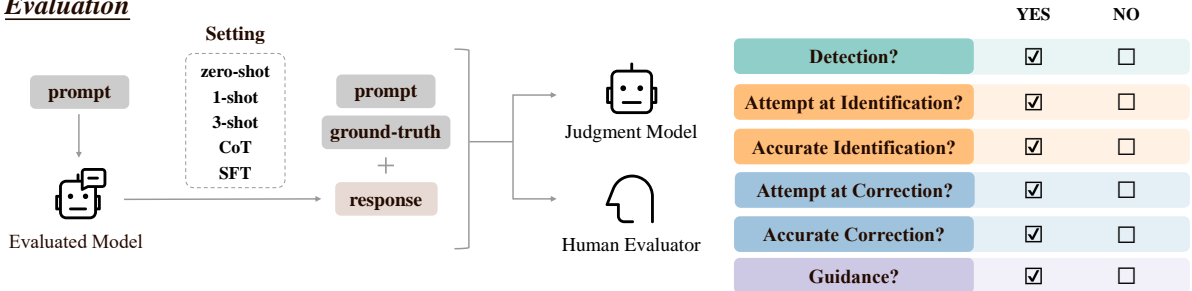 Evaluation
Setting
zero-shot
1-shot
3-shot
CoT
SFT
prompt
Evaluated Model
prompt
ground-truth
+
response
Judgment Model
Human Evaluator
YES NO
Detection? ☑ ☐
Attempt at Identification? ☑ ☐
Accurate Identification? ☑ ☐
Attempt at Correction? ☑ ☐
Accurate Correction? ☑ ☐
Guidance? ☑ ☐